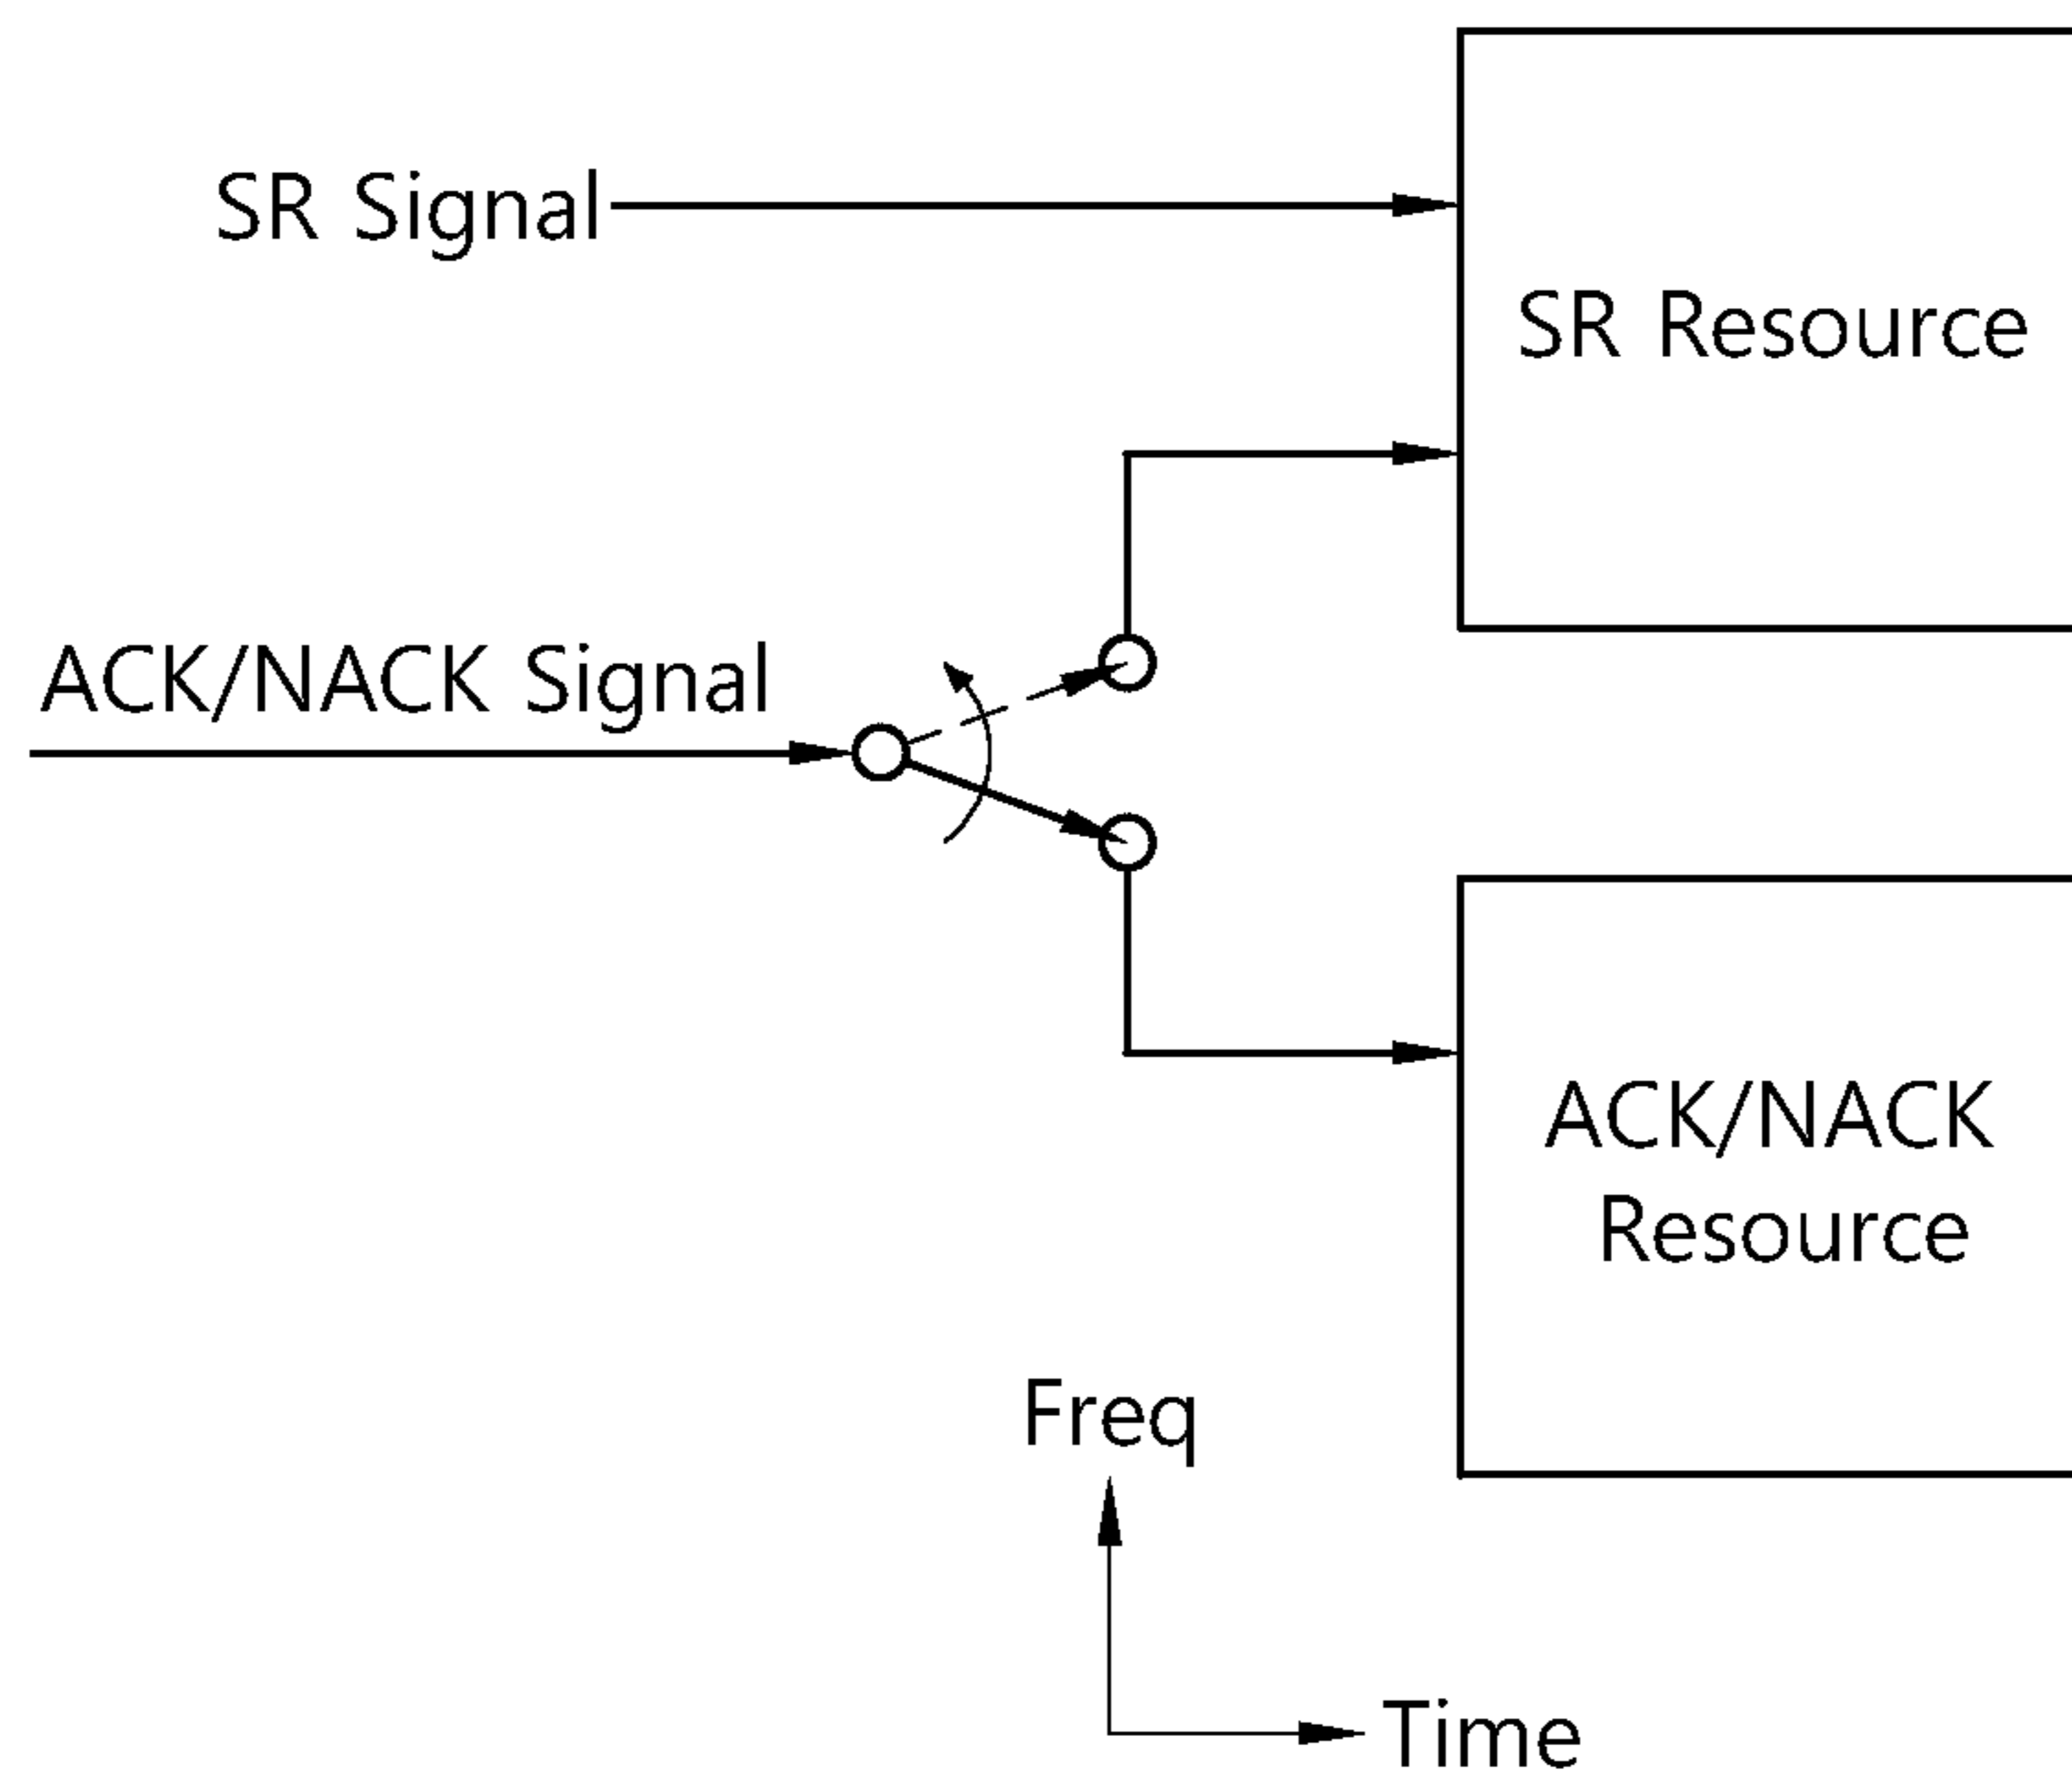 SR Signal
SR Resource
ACK/NACK Signal
ACK/NACK
Resource
Freq
Time